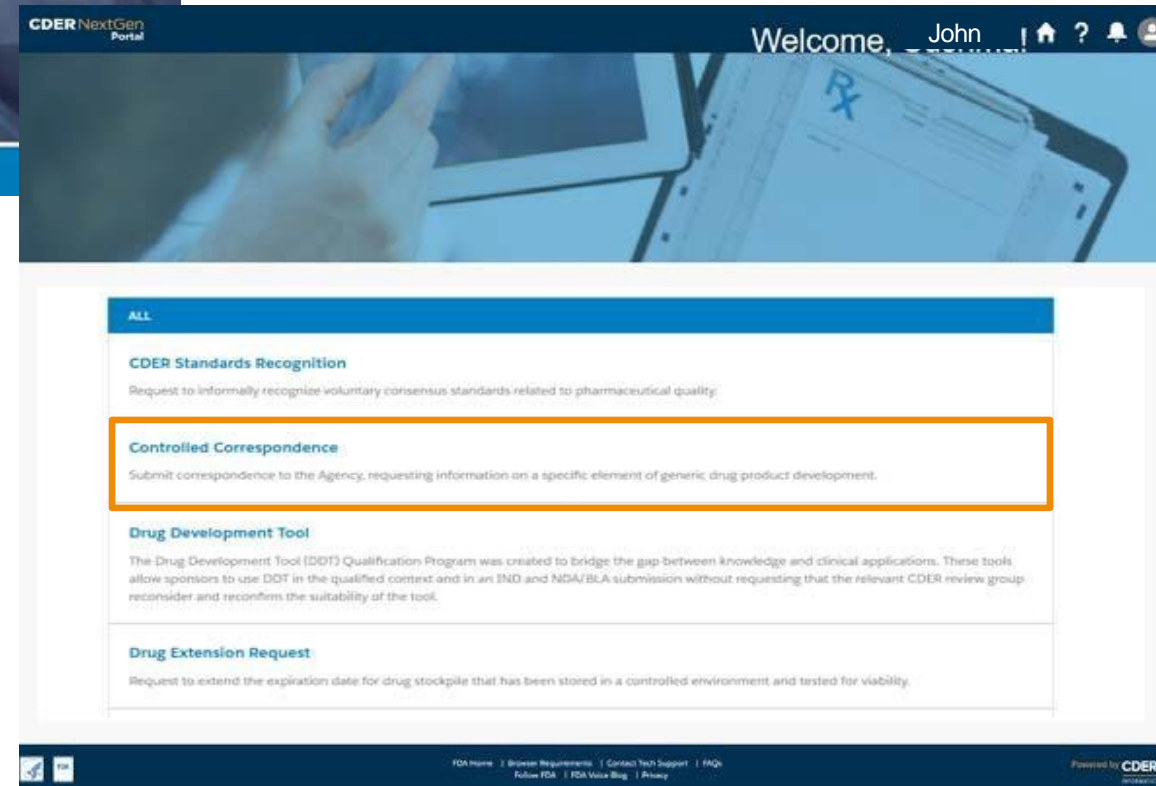 CDER NextGen
Portal
Welcome, John !
?
Rx
ALL
CDER Standards Recognition
Request to informally recognize voluntary consensus standards related to pharmaceutical quality.
Controlled Correspondence
Submit correspondence to the Agency, requesting information on a specific element of generic drug product development.
Drug Development Tool
The Drug Development Tool (DDT) Qualification Program was created to bridge the gap between knowledge and clinical applications. These tools
allow sponsors to use DDT in the qualified context and in an IND and NDA/BLA submission without requesting that the relevant CDER review group
reconsider and reconfirm the suitability of the tool.
Drug Extension Request
Request to extend the expiration date for drug stockpile that has been stored in a controlled environment and tested for viability.
FDA Home | Browser Requirements | Contact Tech Support | FAQs
Follow FDA | FDA Voice Blog | Privacy
FDA
Powered by CDER